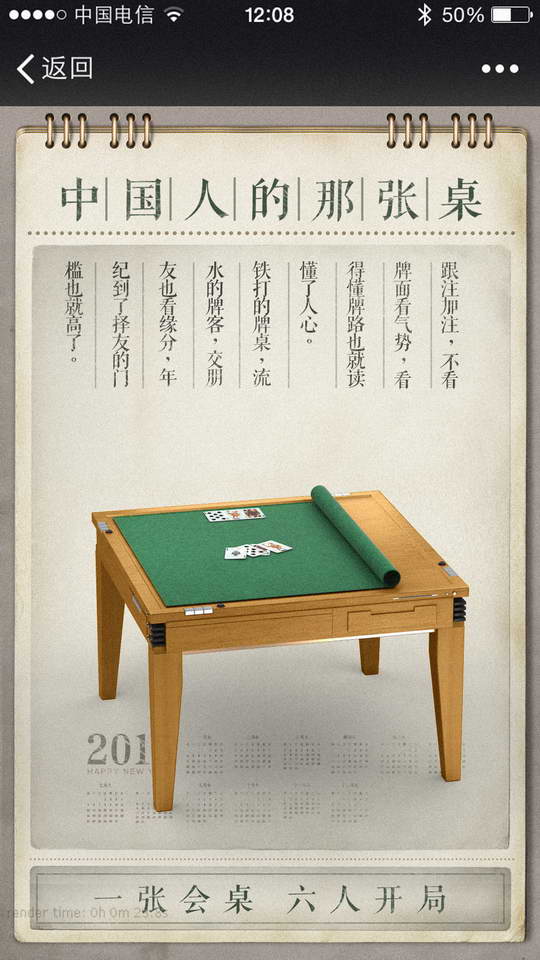 中国电信
12:08
50%
返回
中国人的那张桌
跟注加注，不看
牌面看气势，看
得懂牌路也就读
懂了人心。
铁打的牌桌，流
水的牌客，交朋
友也看缘分，年
纪到了择友的门
槛也就高了。
201
HAPPY NEW Y
一张会桌 六人开局
render time: 0h 0m